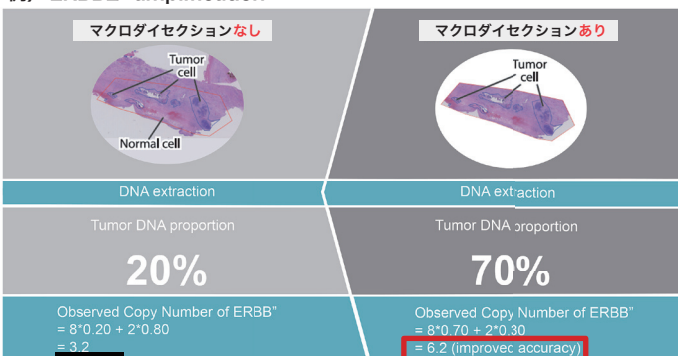 マクロダイセクションなし
Tumor
cell
Normal cell
DNA extraction
Tumor DNA proportion
20%
Observed Copy Number of ERBB”
= 8*0.20 + 2*0.80
= 3.2
マクロダイセクションあり
Tumor
cell
DNA extraction
Tumor DNA proportion
70%
Observed Copy Number of ERBB”
= 8*0.70 + 2*0.30
= 6.2 (improved accuracy)